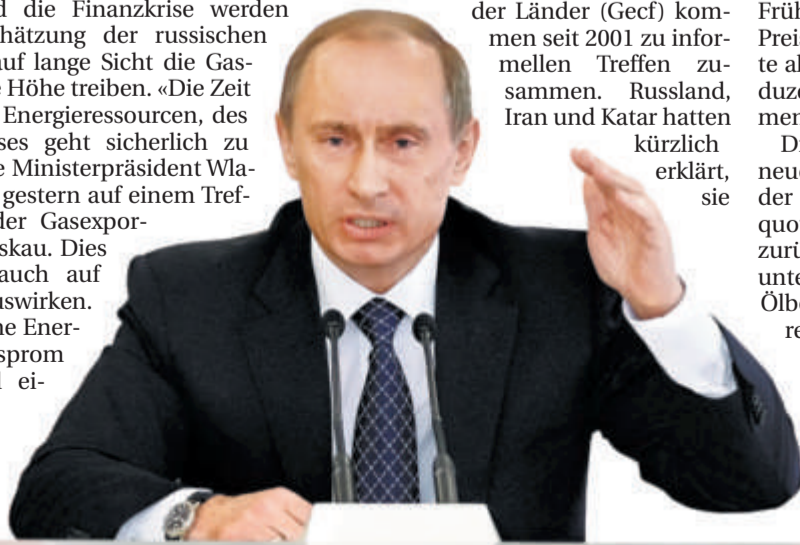 d die Finanzkrise werden
hätzung der russischen
auf lange Sicht die Gas-
Höhe treiben. «Die Zeit
Energieressourcen, des
ses geht sicherlich zu
e Ministerpräsident Wla-
gestern auf einem Tref-
der Gasexpor-
skau. Dies
auch auf
uswirken.
he Ener-
sprom
ei-
der Länder (Gecf) kom-
men seit 2001 zu infor-
mellen Treffen zu-
sammen. Russland,
Iran und Katar hatten
kürzlich
erklärt,
sie
Früh
Preis
te al
duze
men
Di
neue
der
quo
zurü
unte
Ölbe
re